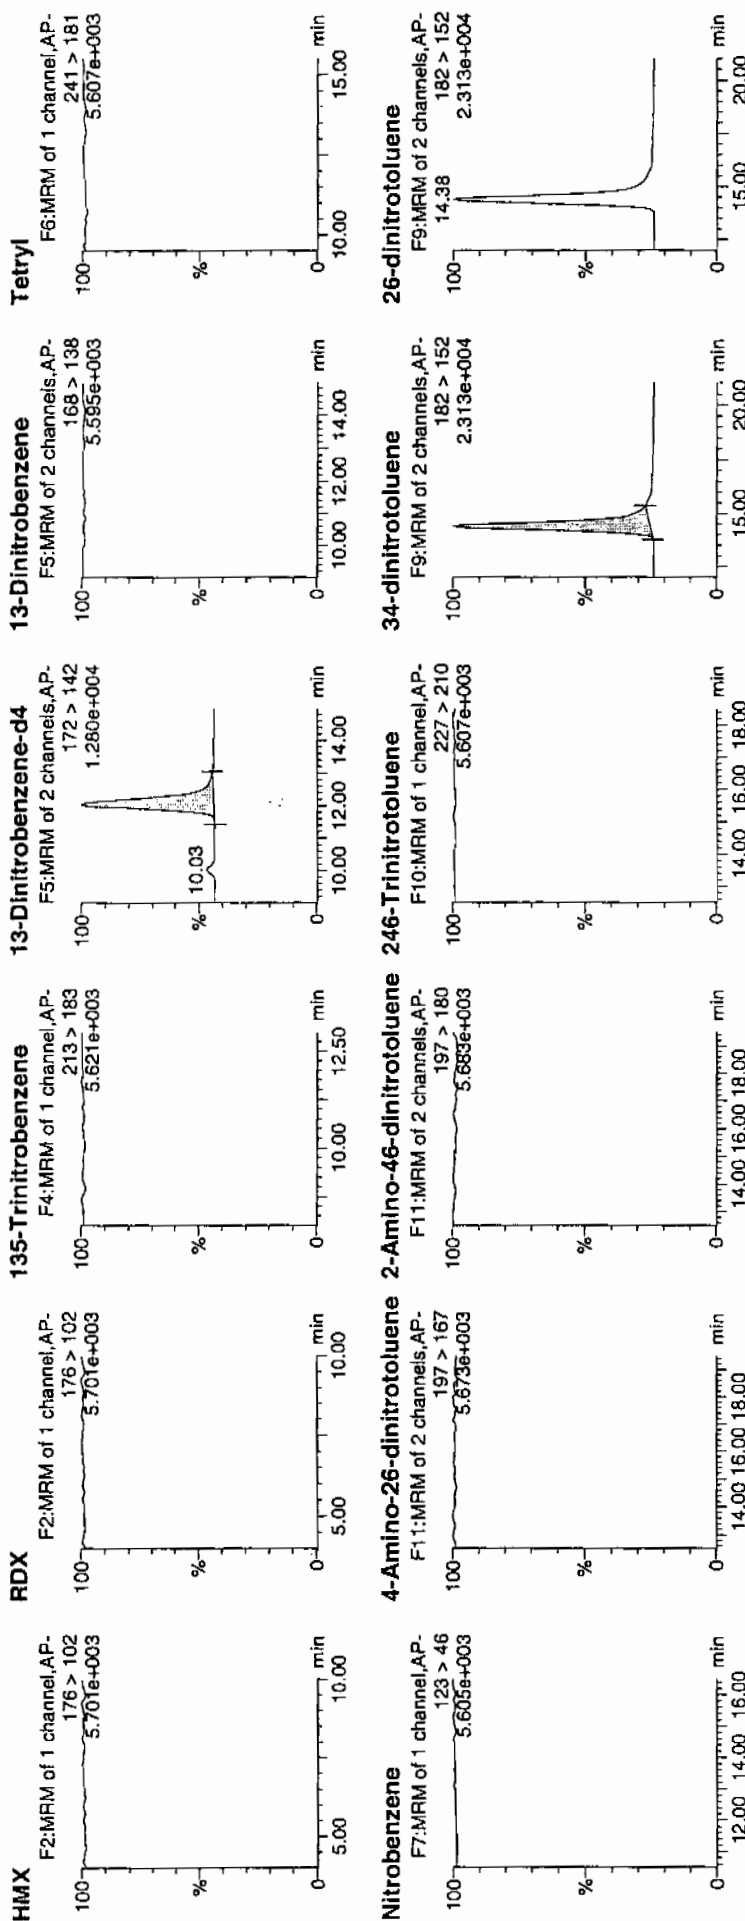 HMX
F2:MRM of 1 channel,AP-
176 > 102
5.701e+003
100
%
0
5.00
10.00
min
RDX
F2:MRM of 1 channel,AP-
176 > 102
5.701e+003
100
%
0
5.00
10.00
min
135-Trinitrobenzene
F4:MRM of 1 channel,AP-
213 > 183
5.621e+003
100
%
0
10.00
12.50
min
13-Dinitrobenzene-d4
F5:MRM of 2 channels,AP-
172 > 142
1.280e+004
100
%
0
10.03
10.00
12.00
14.00
min
13-Dinitrobenzene
F5:MRM of 2 channels,AP-
168 > 138
5.595e+003
100
%
0
10.00
12.00
14.00
min
Tetryl
F6:MRM of 1 channel,AP-
241 > 181
5.607e+003
100
%
0
10.00
15.00
min
Nitrobenzene
F7:MRM of 1 channel,AP-
123 > 46
5.605e+003
100
%
0
12.00
14.00
16.00
min
4-Amino-26-dinitrotoluene
F11:MRM of 2 channels,AP-
197 > 167
5.673e+003
100
%
0
14.00
16.00
18.00
min
2-Amino-46-dinitrotoluene
F11:MRM of 2 channels,AP-
197 > 180
5.683e+003
100
%
0
14.00
16.00
18.00
min
246-Trinitrotoluene
F10:MRM of 1 channel,AP-
227 > 210
5.607e+003
100
%
0
14.00
16.00
18.00
min
34-dinitrotoluene
F9:MRM of 2 channels,AP-
182 > 152
2.313e+004
100
%
0
15.00
20.00
min
26-dinitrotoluene
F9:MRM of 2 channels,AP-
182 > 152
2.313e+004
14.38
100
%
0
15.00
20.00
min